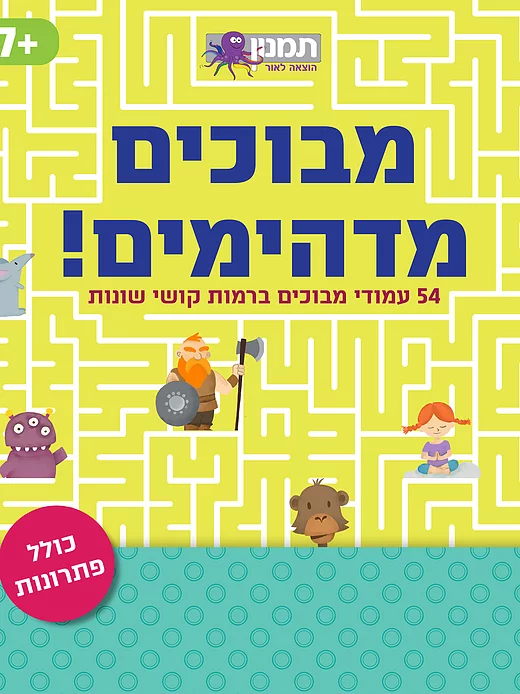 7+
תמנון
הוצאה לאור
מבוכים
מדהימים!
54 עמודי מבוכים ברמות קושי שונות
כולל
פתרונות